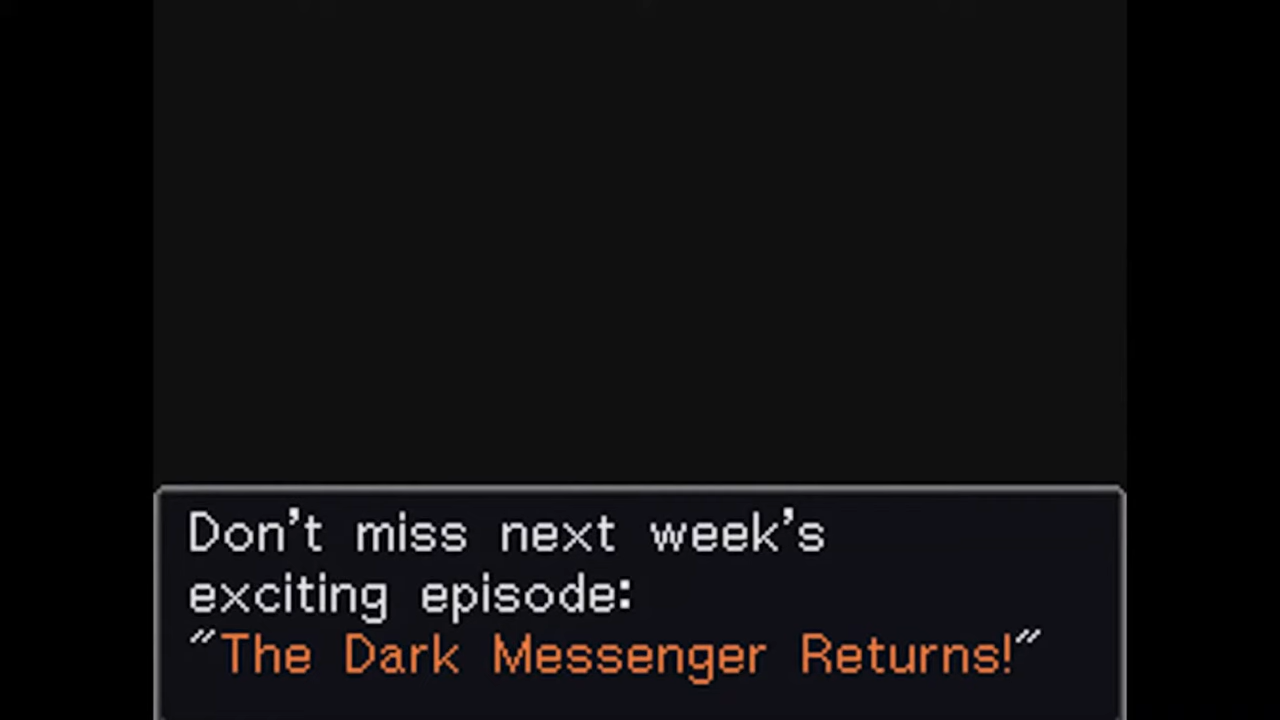 Don't miss next week's
exciting episode:
"The Dark Messenger Returns!"